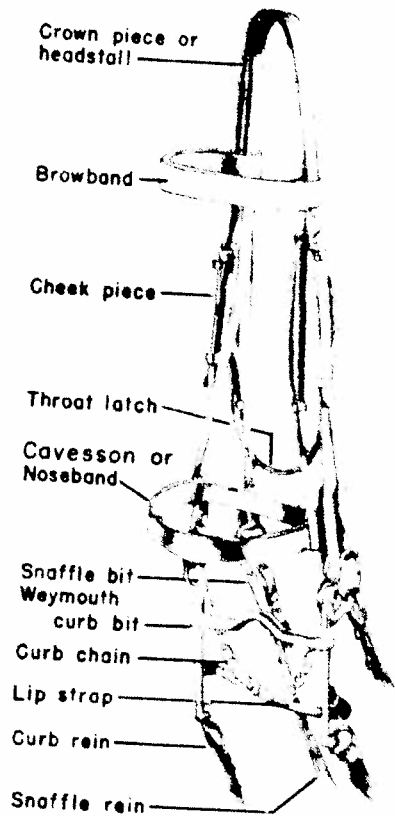 Crown piece or
headstall
Browband
Cheek piece
Throat latch
Cavesson or
Noseband
Snaffle bit
Weymouth
curb bit
Curb chain
Lip strap
Curb rein
Snaffle rein